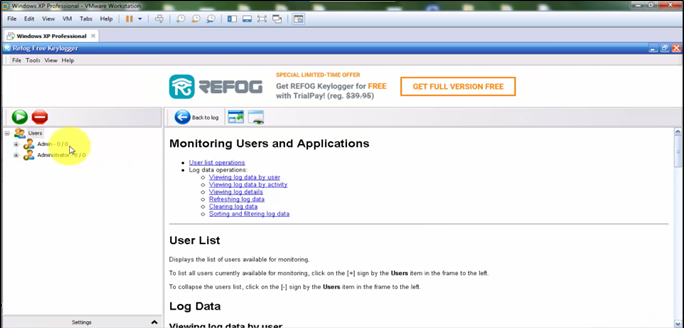 Windows XP Professional - VMware Workstation
File Edit View VM Tabs Help
Windows XP Professional
Refog Free Keylogger
File Tools View Help
REFOG
SPECIAL LIMITED-TIME OFFER
Get REFOG Keylogger for FREE
with TrialPay! (reg. $39.95)
GET FULL VERSION FREE
Back to log
Users
Admin - 0 / 0
Administrator - 0 / 0
Monitoring Users and Applications
User list operations
Log data operations:
Viewing log data by user
Viewing log data by activity
Viewing log details
Refreshing log data
Clearing log data
Sorting and filtering log data
User List
Displays the list of users available for monitoring.
To list all users currently available for monitoring, click on the [+] sign by the Users item in the frame to the left.
To collapse the users list, click on the [-] sign by the Users item in the frame to the left.
Log Data
Viewing log data by user
Settings